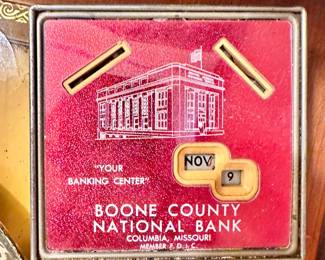 NOV.
9
"YOUR
BANKING CENTER"
BOONE COUNTY
NATIONAL BANK
COLUMBIA, MISSOURI
MEMBER F. D. I. C.